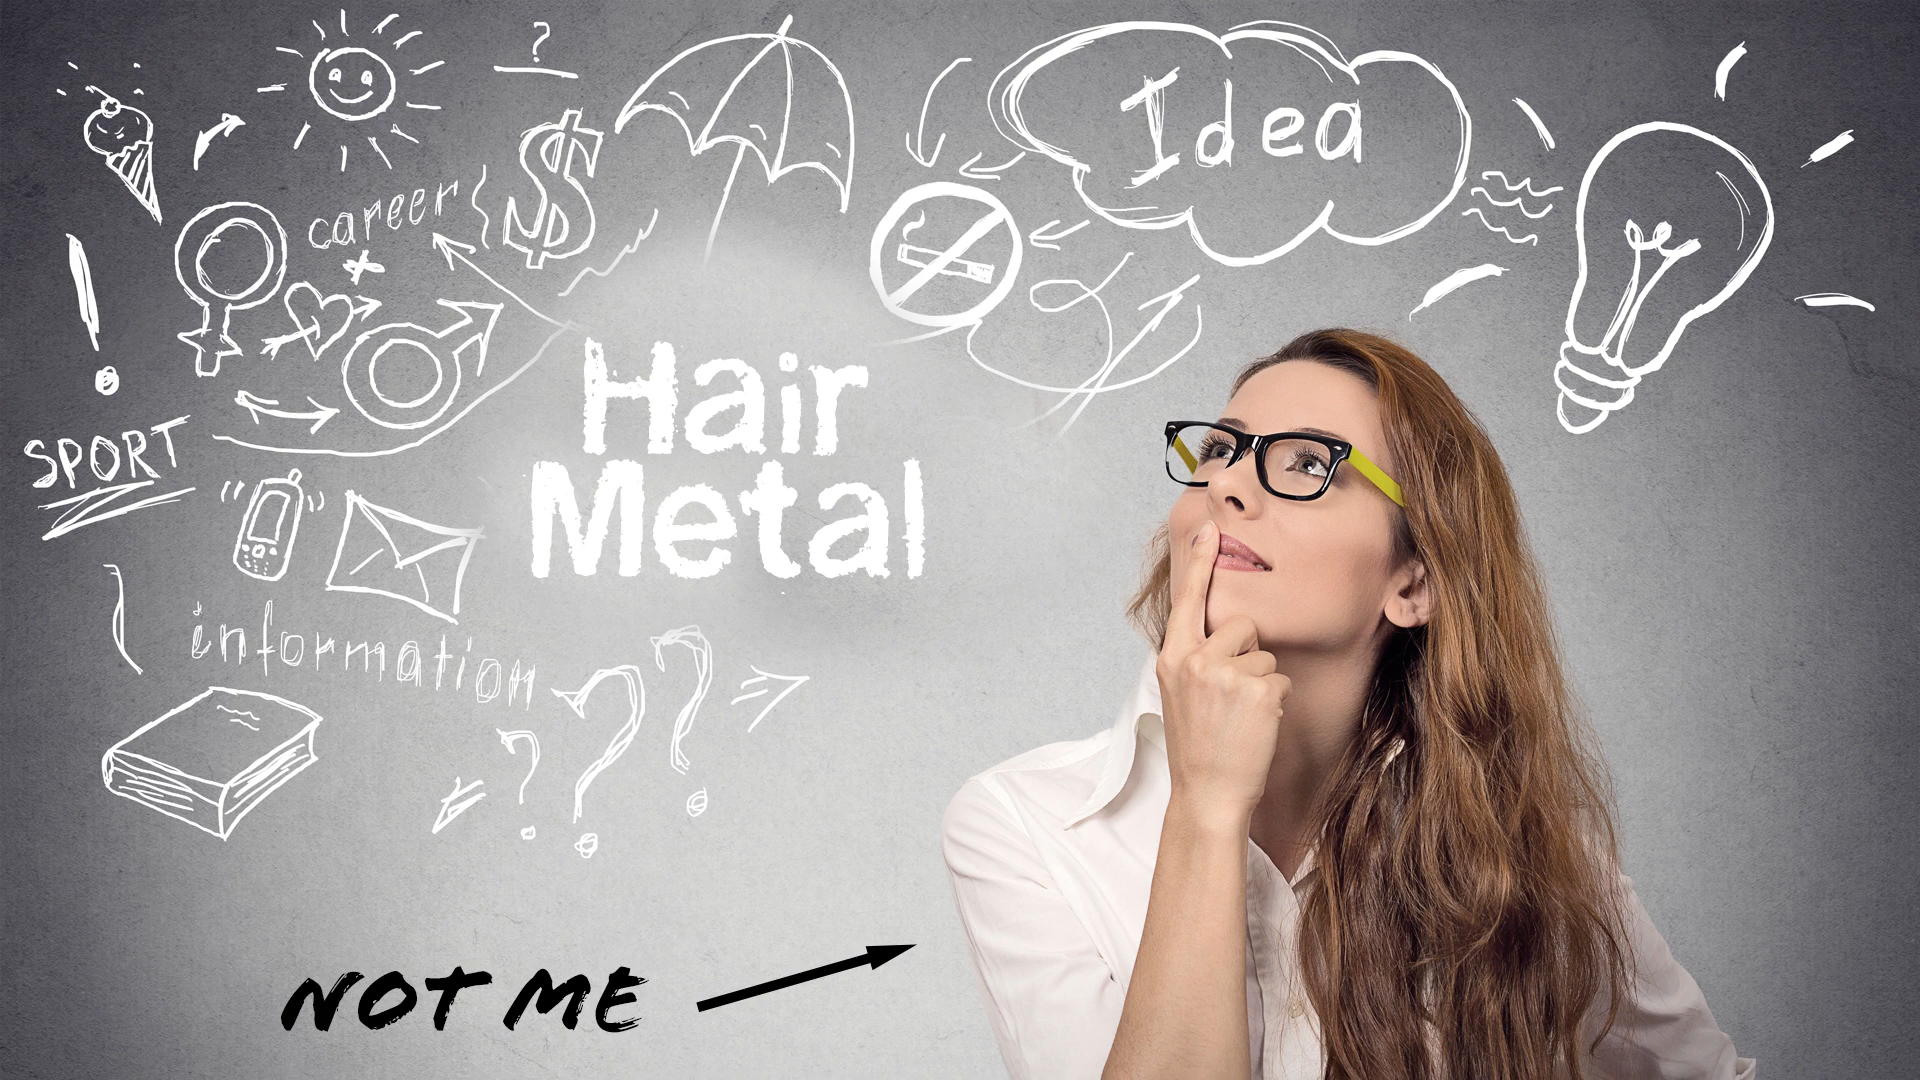 ?
Idea
$
career
Hair
Metal
!
SPORT
information
? ? ?
NOT ME